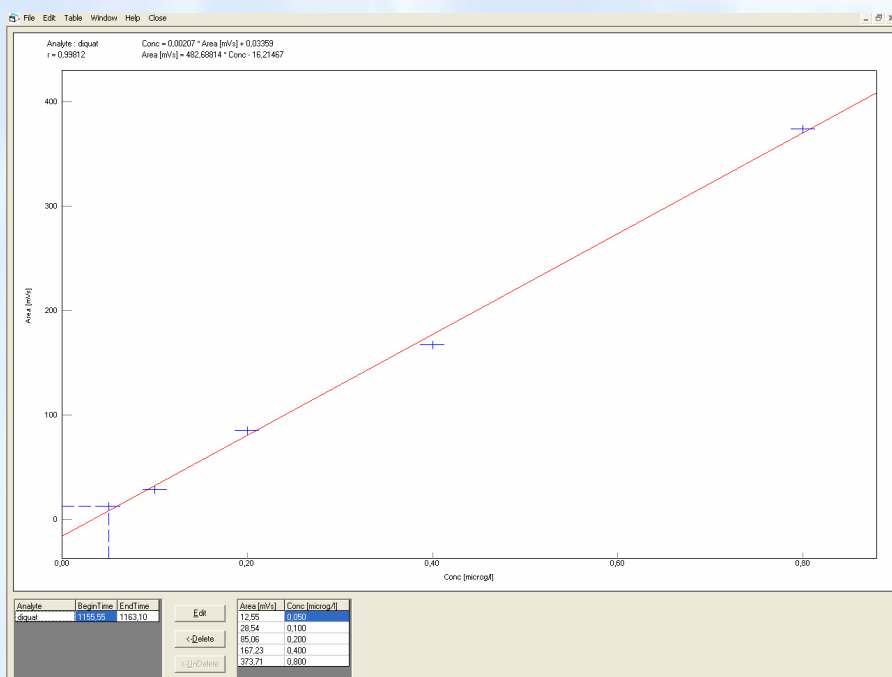 File Edit Table Window Help Close
Analyte : diquat Conc = 0,00207 * Area [mVs] + 0,03359
r = 0,99812 Area [mVs] = 482,68814 * Conc - 16,21467
400
300
200
100
0
Area [mVs]
0,00 0,20 0,40 0,60 0,80
Conc [microg/l]
Analyte BeginTime EndTime
diquat 1155,55 1163,10
Edit
<-Delete
<-UnDelete
Area [mVs] Conc [microg/l]
12,55 0,050
28,54 0,100
85,06 0,200
167,23 0,400
373,71 0,800